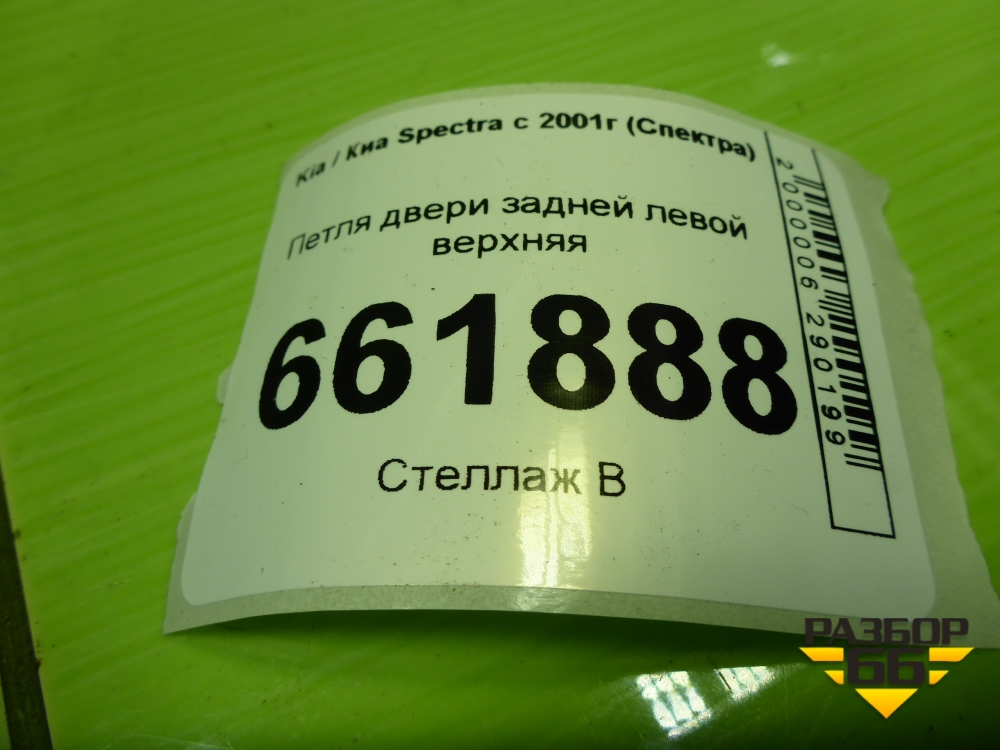 Kia / Киа Spectra с 2001г (Спектра)
Петля двери задней левой
верхняя
661888
Стеллаж В
2000006290199
РАЗБОР
66